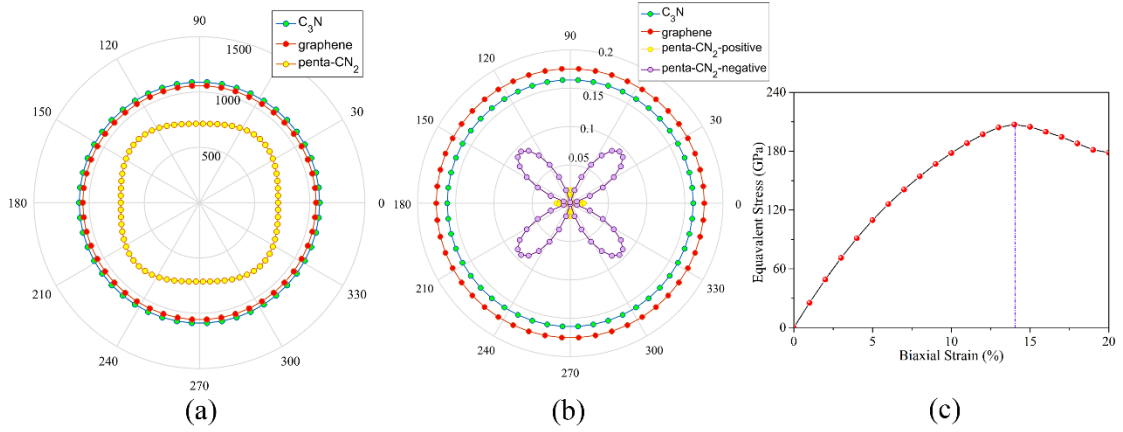 90
120
1500
C3N
graphene
penta-CN2
1000
150
30
500
180
0
210
330
240
300
270
(a)
90
120
0.2
C3N
graphene
penta-CN2-positive
penta-CN2-negative
0.15
150
30
0.1
0.05
180
0
210
330
240
300
270
(b)
240
180
120
60
0
Equavalent Stress (GPa)
0 5 10 15 20
Biaxial Strain (%)
(c)